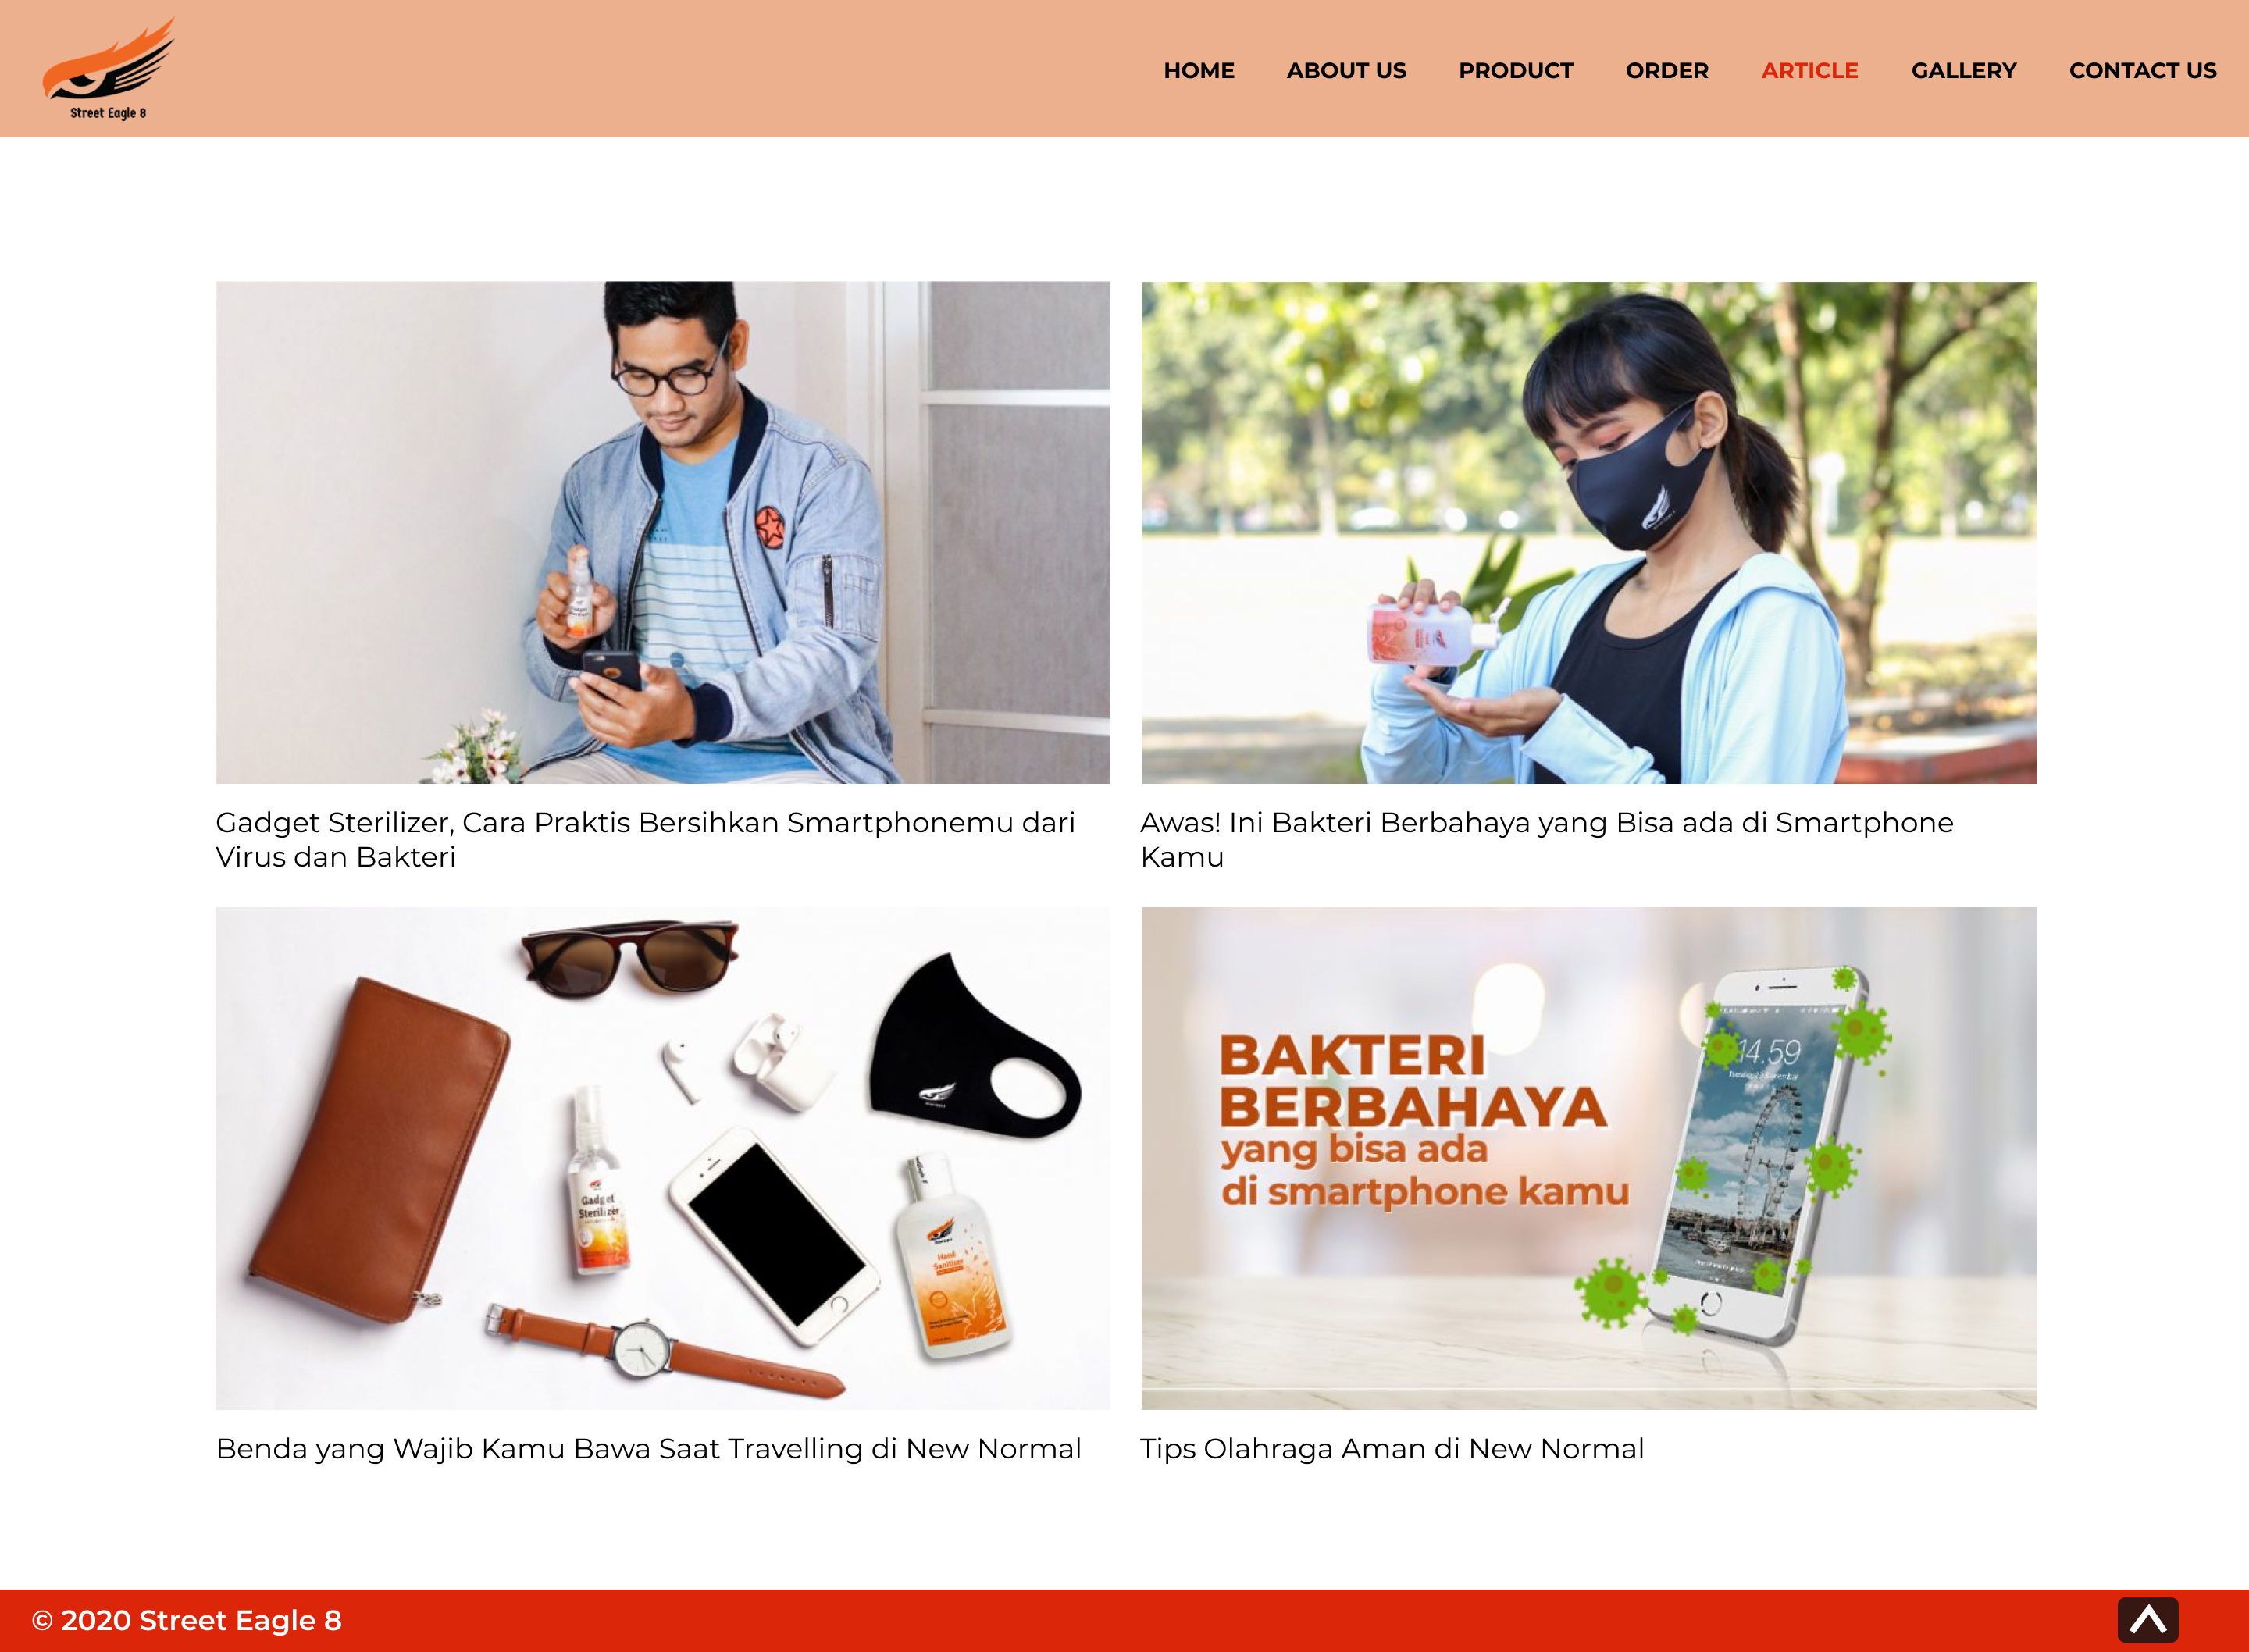 Street Eagle 8
HOME ABOUT US PRODUCT ORDER ARTICLE GALLERY CONTACT US
Gadget Sterilizer, Cara Praktis Bersihkan Smartphonemu dari
Virus dan Bakteri
Awas! Ini Bakteri Berbahaya yang Bisa ada di Smartphone
Kamu
Gadget
Sterilizer
Hand
Sanitizer
BAKTERI
BERBAHAYA
yang bisa ada
di smartphone kamu
14.59
Benda yang Wajib Kamu Bawa Saat Travelling di New Normal
Tips Olahraga Aman di New Normal
© 2020 Street Eagle 8